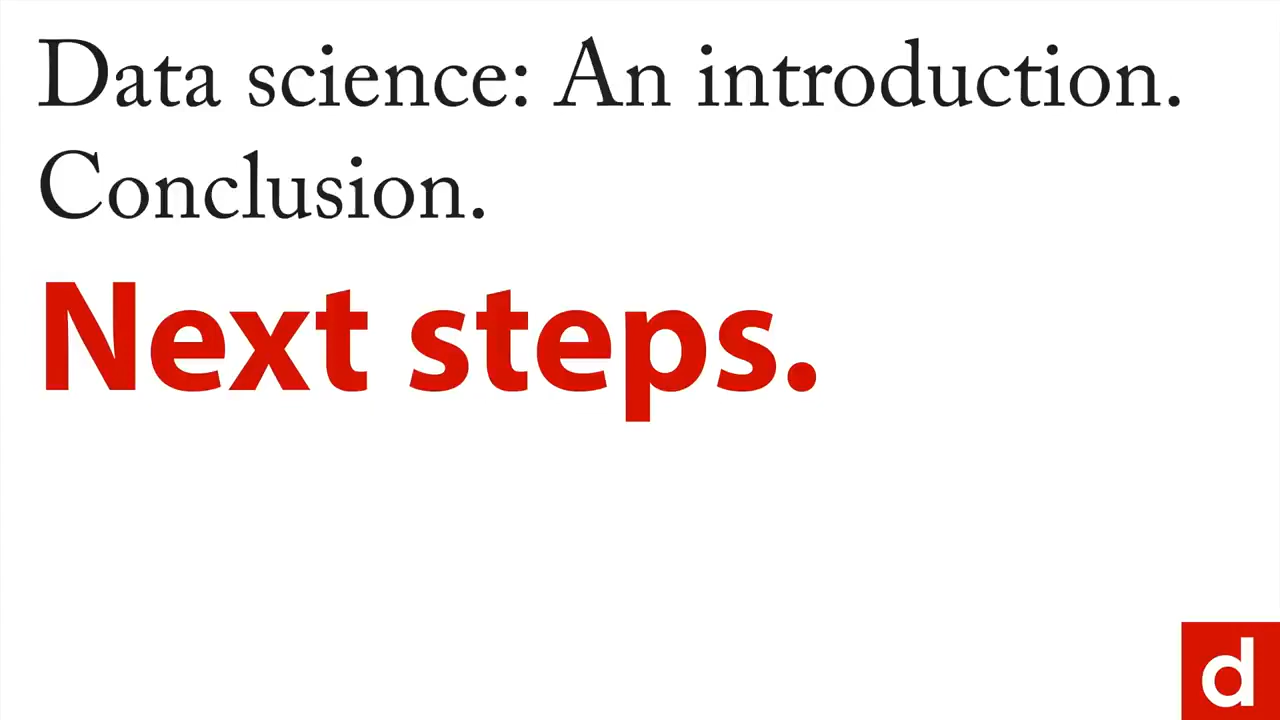 Data science: An introduction.
Conclusion.
Next steps.
d